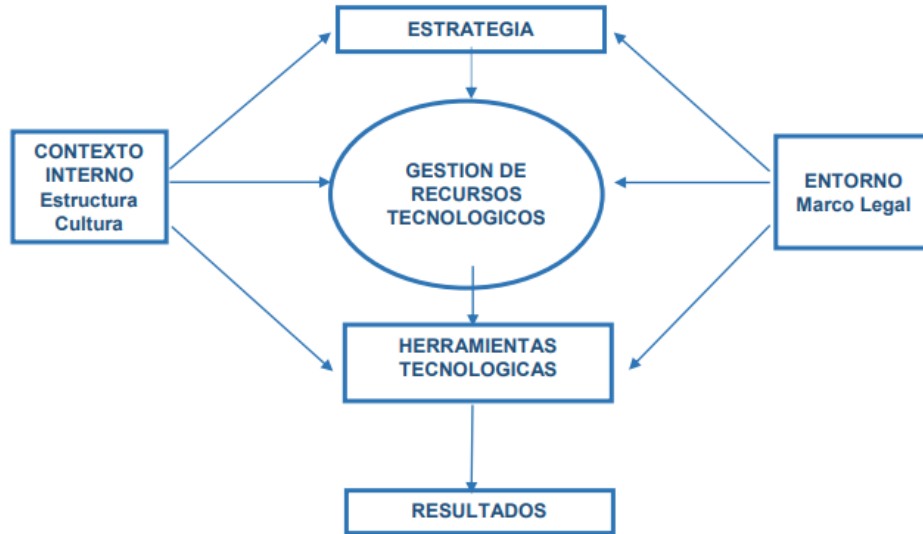 ESTRATEGIA
CONTEXTO
INTERNO
Estructura
Cultura
GESTION DE
RECURSOS
TECNOLOGICOS
ENTORNO
Marco Legal
HERRAMIENTAS
TECNOLOGICAS
RESULTADOS